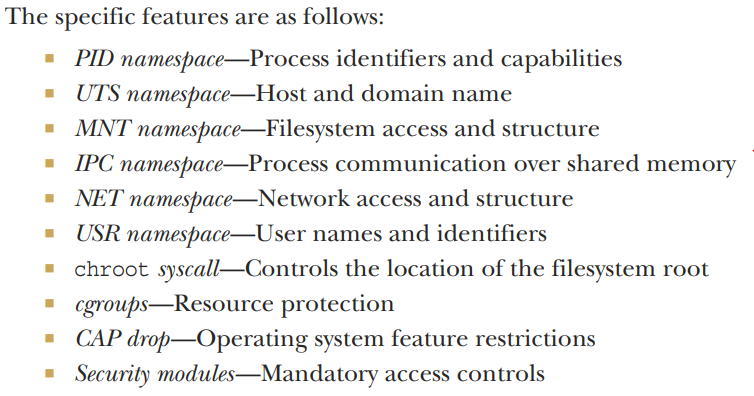 The specific features are as follows:
■ PID namespace—Process identifiers and capabilities
■ UTS namespace—Host and domain name
■ MNT namespace—Filesystem access and structure
■ IPC namespace—Process communication over shared memory
■ NET namespace—Network access and structure
■ USR namespace—User names and identifiers
■ chroot syscall—Controls the location of the filesystem root
■ cgroups—Resource protection
■ CAP drop—Operating system feature restrictions
■ Security modules—Mandatory access controls